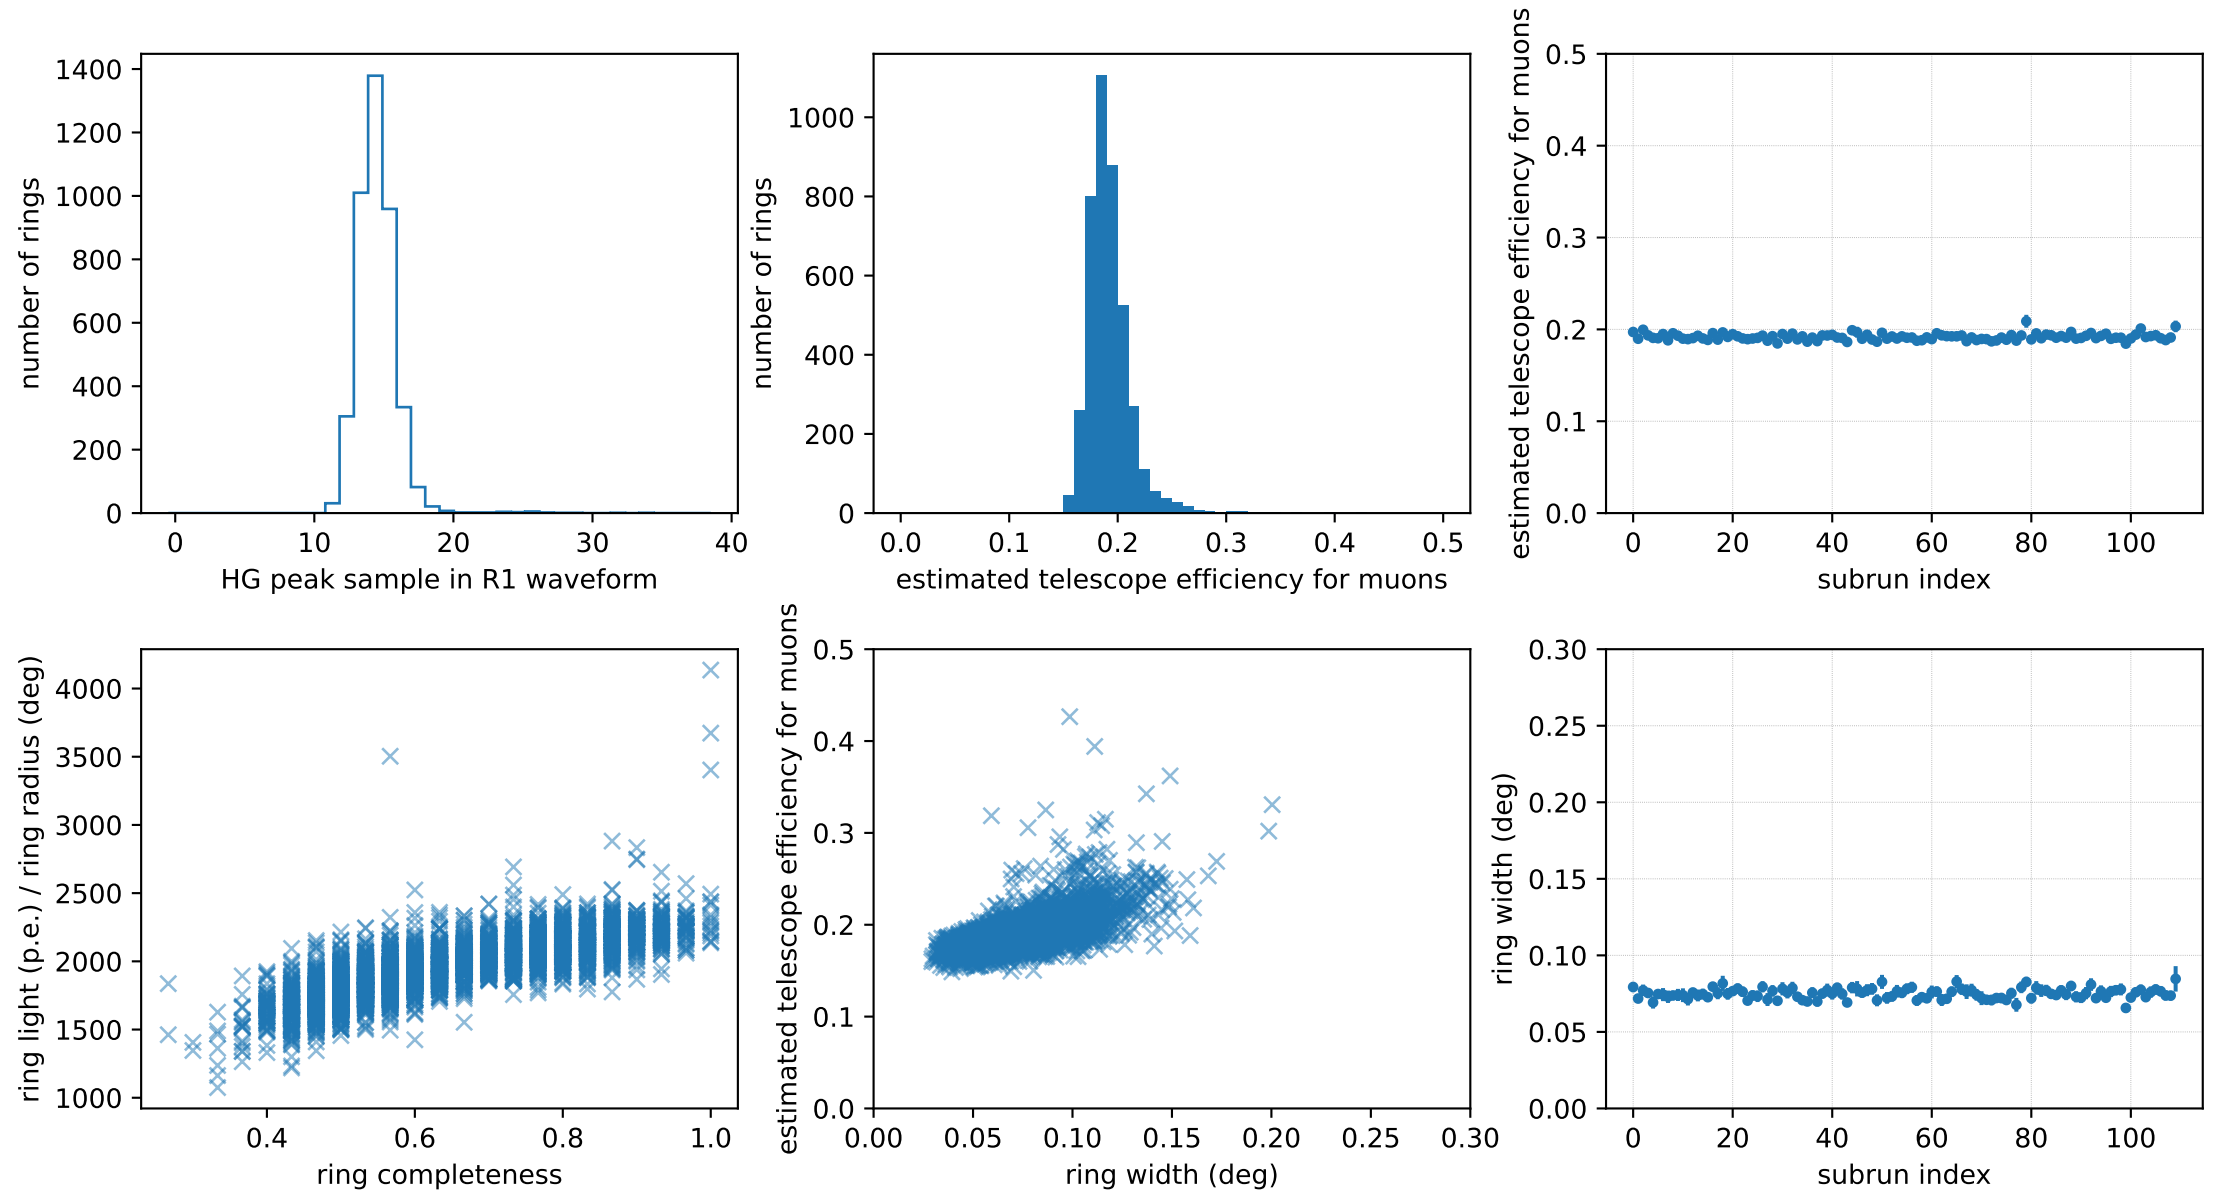 1400
1200
1000
800
600
400
200
0
number of rings
0 10 20 30 40
HG peak sample in R1 waveform
1000
800
600
400
200
0
number of rings
0.0 0.1 0.2 0.3 0.4 0.5
estimated telescope efficiency for muons
0.5
0.4
0.3
0.2
0.1
0.0
estimated telescope efficiency for muons
0 20 40 60 80 100
subrun index
4000
3500
3000
2500
2000
1500
1000
ring light (p.e.) / ring radius (deg)
0.4 0.6 0.8 1.0
ring completeness
0.5
0.4
0.3
0.2
0.1
0.0
estimated telescope efficiency for muons
0.00 0.05 0.10 0.15 0.20 0.25 0.30
ring width (deg)
0.30
0.25
0.20
0.15
0.10
0.05
0.00
ring width (deg)
0 20 40 60 80 100
subrun index